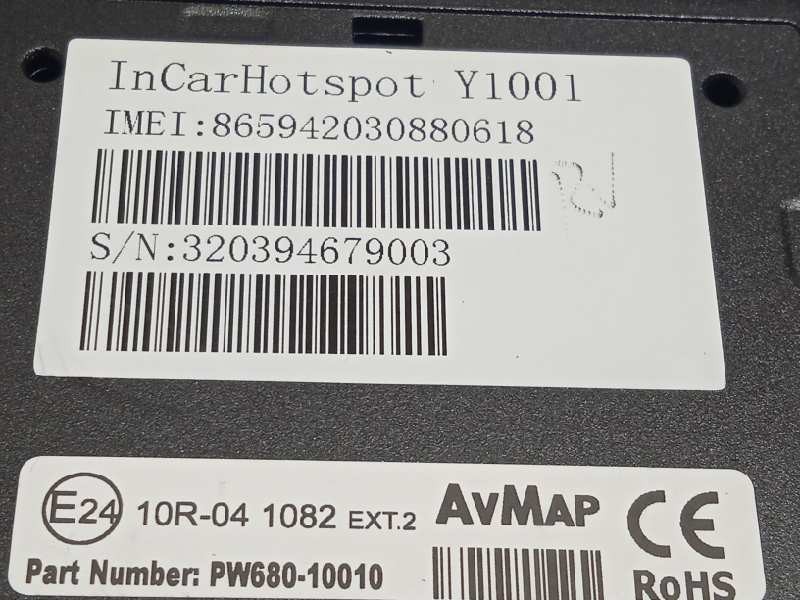 InCarHotspot Y1001
IMEI:865942030880618
S/N:320394679003
E24 10R-04 1082 EXT.2 AvMAP CE
Part Number: PW680-10010 RoHS